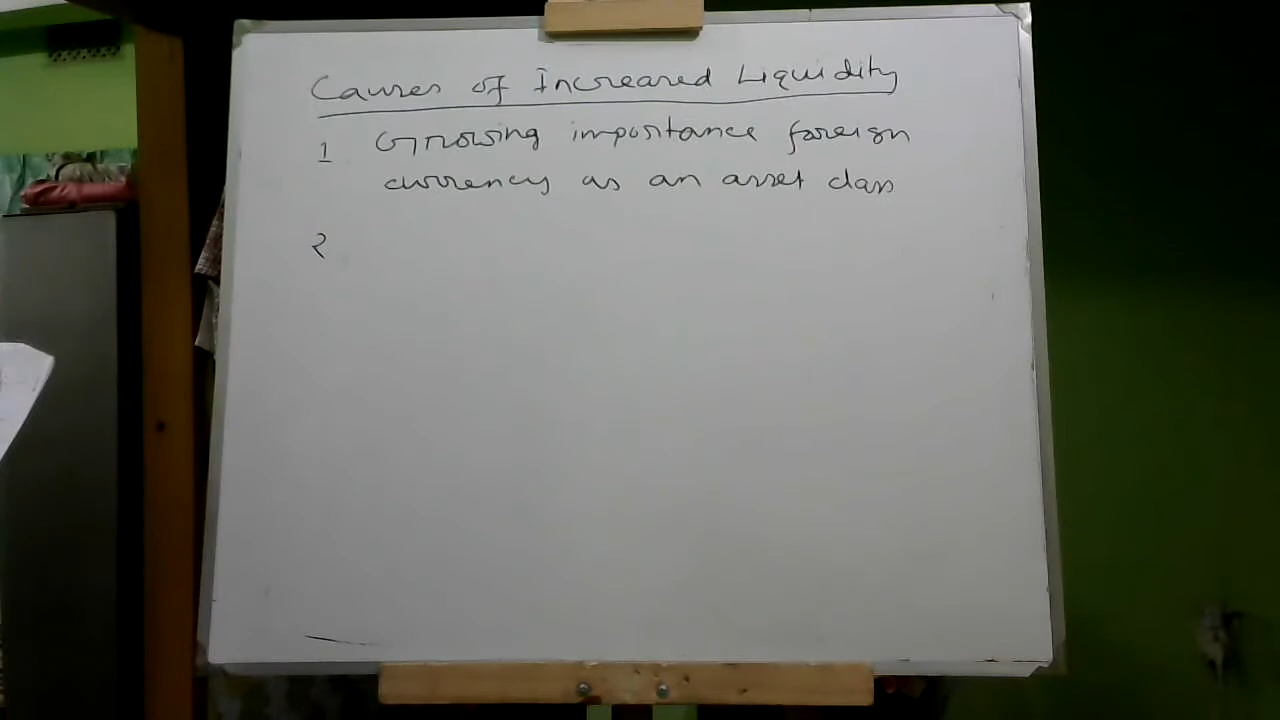 Causes of Increased Liquidity
1 Growing importance foreign
currency as an asset class
2